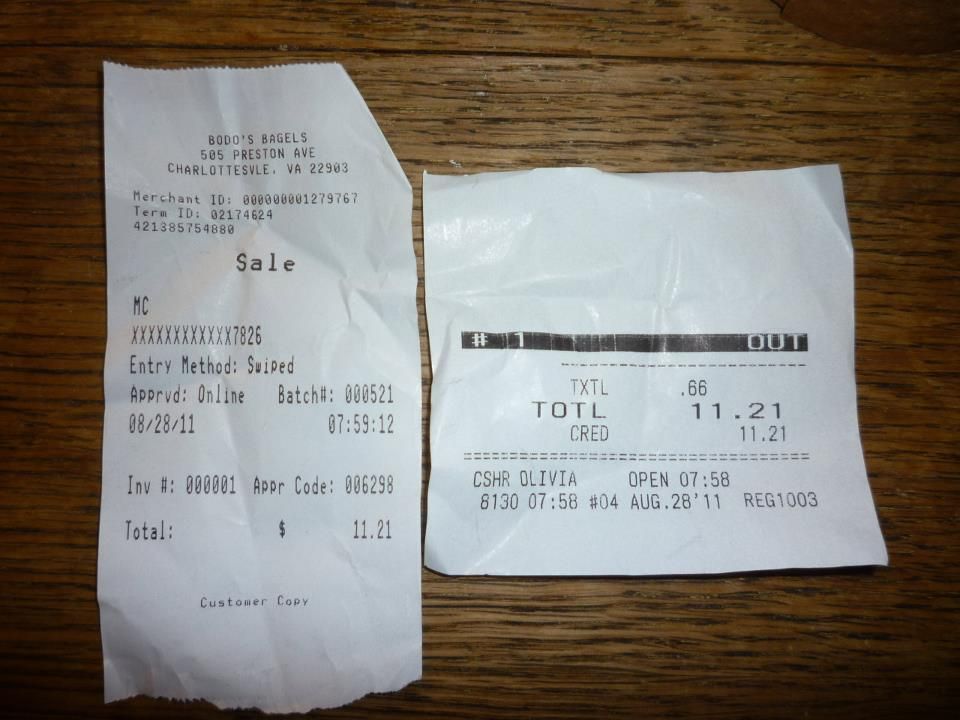 BODO'S BAGELS
505 PRESTON AVE
CHARLOTTESVLE, VA 22903
Merchant ID: 000000001279767
Term ID: 02174624
421385754880
Sale
MC
XXXXXXXXXXXX7826
Entry Method: Swiped
Apprvd: Online Batch#: 000521
08/28/11 07:59:12
Inv #: 000001 Appr Code: 006298
Total: $ 11.21
Customer Copy
# 1 OUT
TXTL .66
TOTL 11.21
CRED 11.21
CSHR OLIVIA OPEN 07:58
8130 07:58 #04 AUG.28'11 REG1003